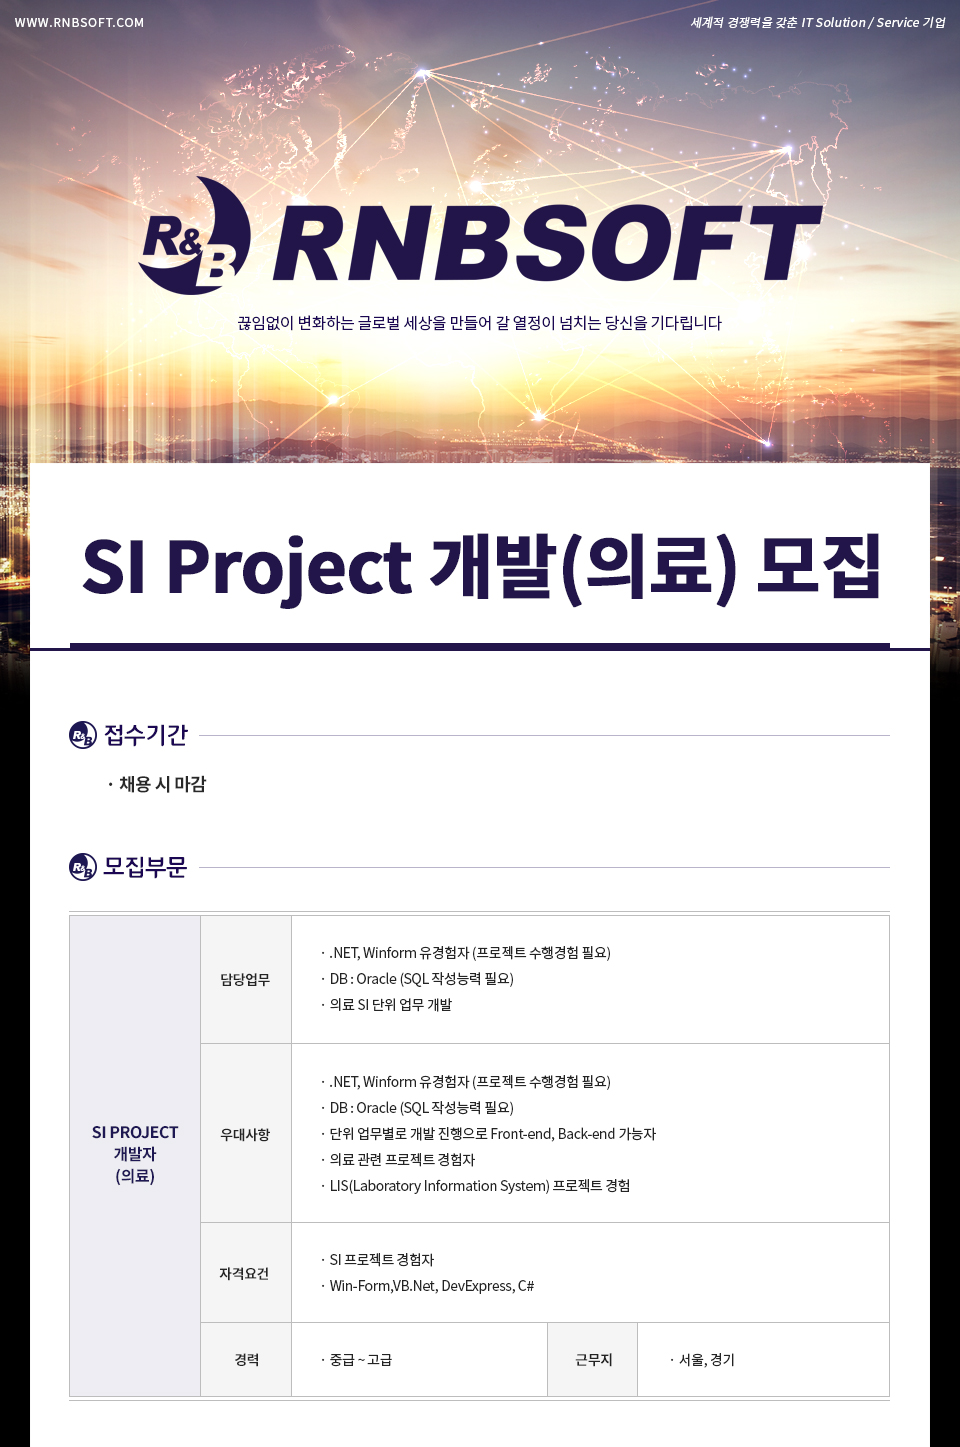 WWW.RNBSOFT.COM
세계적 경쟁력을 갖춘 IT Solution / Service 기업
R&B RNBSOFT
끊임없이 변화하는 글로벌 세상을 만들어 갈 열정이 넘치는 당신을 기다립니다
SI Project 개발(의료) 모집
R&B 접수기간
· 채용 시 마감
R&B 모집부문
SI PROJECT
개발자
(의료)
담당업무
· .NET, Winform 유경험자 (프로젝트 수행경험 필요)
· DB : Oracle (SQL 작성능력 필요)
· 의료 SI 단위 업무 개발
우대사항
· .NET, Winform 유경험자 (프로젝트 수행경험 필요)
· DB : Oracle (SQL 작성능력 필요)
· 단위 업무별로 개발 진행으로 Front-end, Back-end 가능자
· 의료 관련 프로젝트 경험자
· LIS(Laboratory Information System) 프로젝트 경험
자격요건
· SI 프로젝트 경험자
· Win-Form,VB.Net, DevExpress, C#
경력
· 중급 ~ 고급
근무지
· 서울, 경기